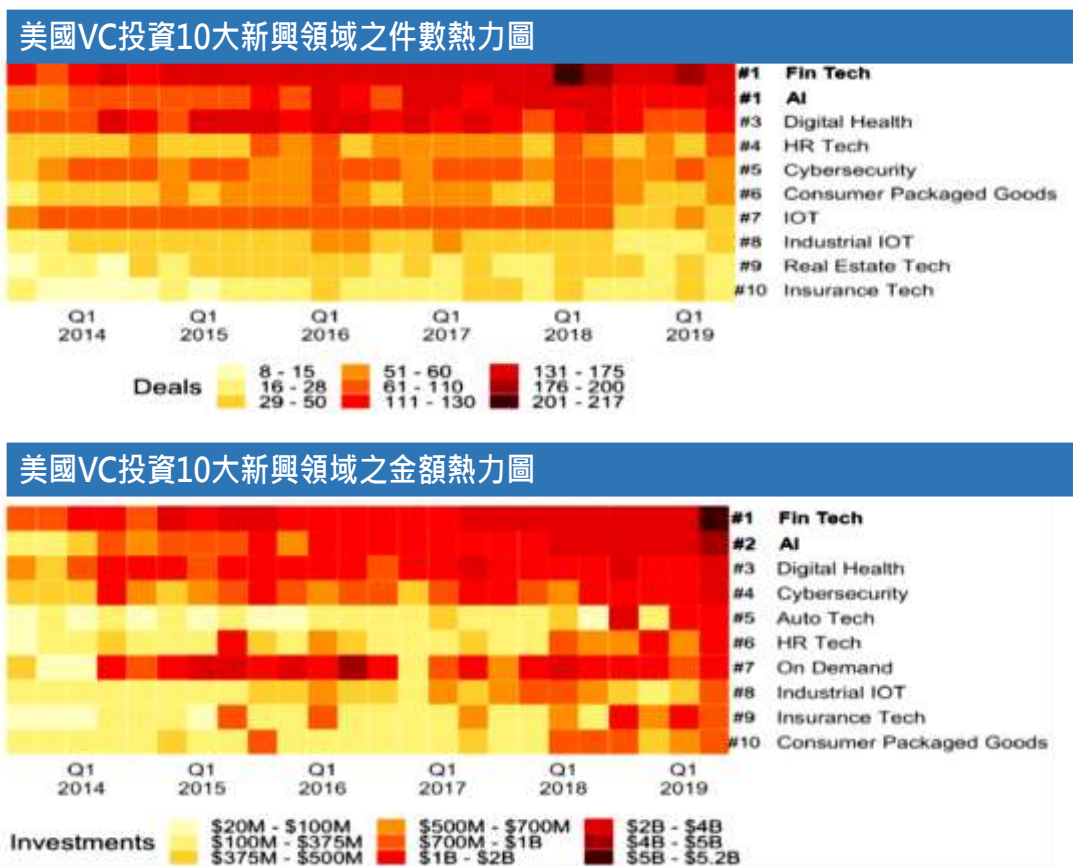 美國VC投資10大新興領域之件數熱力圖
#1 Fin Tech
#1 AI
#3 Digital Health
#4 HR Tech
#5 Cybersecurity
#6 Consumer Packaged Goods
#7 IOT
#8 Industrial IOT
#9 Real Estate Tech
#10 Insurance Tech
Q1 Q1 Q1 Q1 Q1 Q1
2014 2015 2016 2017 2018 2019
8 - 15 51 - 60 131 - 175
Deals 16 - 28 61 - 110 176 - 200
29 - 50 111 - 130 201 - 217
美國VC投資10大新興領域之金額熱力圖
#1 Fin Tech
#2 AI
#3 Digital Health
#4 Cybersecurity
#5 Auto Tech
#6 HR Tech
#7 On Demand
#8 Industrial IOT
#9 Insurance Tech
#10 Consumer Packaged Goods
Q1 Q1 Q1 Q1 Q1 Q1
2014 2015 2016 2017 2018 2019
$20M - $100M $500M - $700M $2B - $4B
Investments $100M - $375M $700M - $1B $4B - $5B
$375M - $500M $1B - $2B $5B - $5.2B